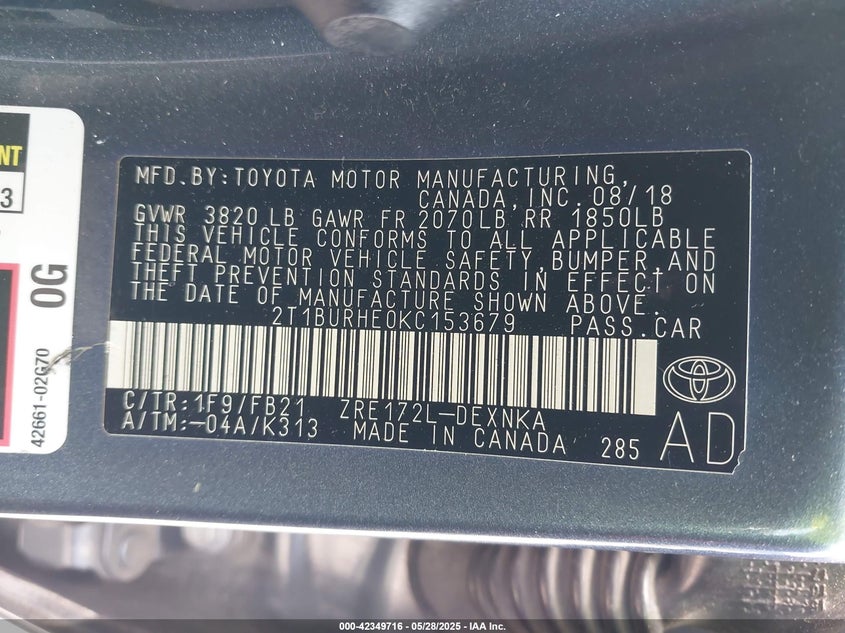 NT
3
OG
42661-02G70
MFD.BY:TOYOTA MOTOR MANUFACTURING,
CANADA,INC. 08/18
GVWR 3820 LB GAWR FR 2070LB RR 1850LB
THIS VEHICLE CONFORMS TO ALL APPLICABLE
FEDERAL MOTOR VEHICLE SAFETY,BUMPER,AND
THEFT PREVENTION STANDARDS IN EFFECT ON
THE DATE OF MANUFACTURE SHOWN ABOVE.
2T1BURHE0KC153679 PASS.CAR
C/TR:1F9/FB21 ZRE172L-DEXNKA
A/TM:-04A/K313 MADE IN CANADA 285 AD
000-42349716 - 05/28/2025 - IAA Inc.